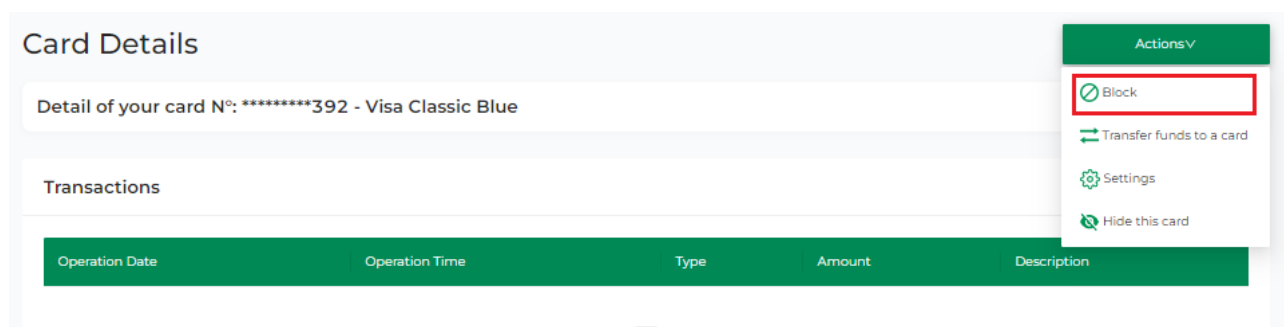 Card Details
Actions
Detail of your card N°: *********392 - Visa Classic Blue
Block
Transfer funds to a card
Settings
Hide this card
Transactions
Operation Date Operation Time Type Amount Description